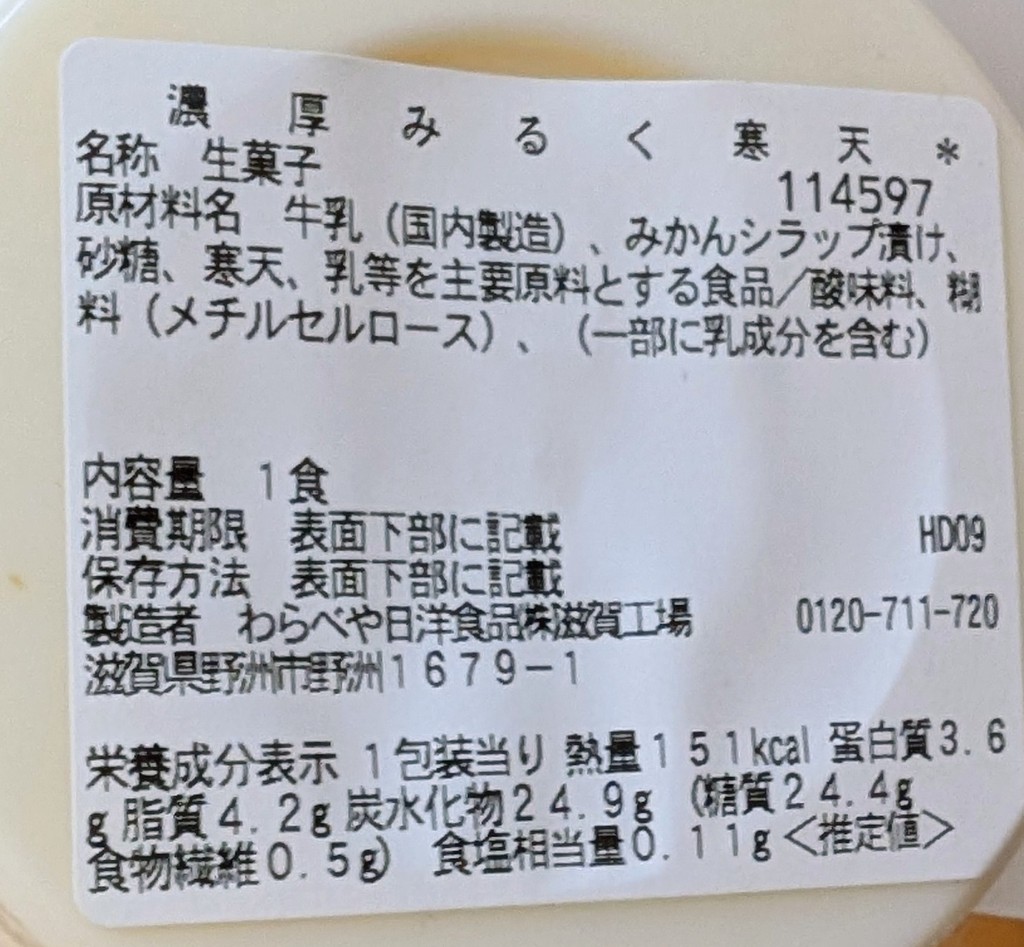 濃厚みるく寒天＊
名称　生菓子　114597
原材料名　牛乳（国内製造）、みかんシラップ漬け、
砂糖、寒天、乳等を主要原料とする食品／酸味料、糊
料（メチルセルロース）、（一部に乳成分を含む）
内容量　1食
消費期限　表面下部に記載　HD09
保存方法　表面下部に記載
製造者　わらべや日洋食品㈱滋賀工場　0120-711-720
滋賀県野洲市野洲1679-1
栄養成分表示　1包装当り　熱量151kcal　蛋白質3.6
g　脂質4.2g　炭水化物24.9g　(糖質24.4g
食物繊維0.5g)　食塩相当量0.11g＜推定値＞